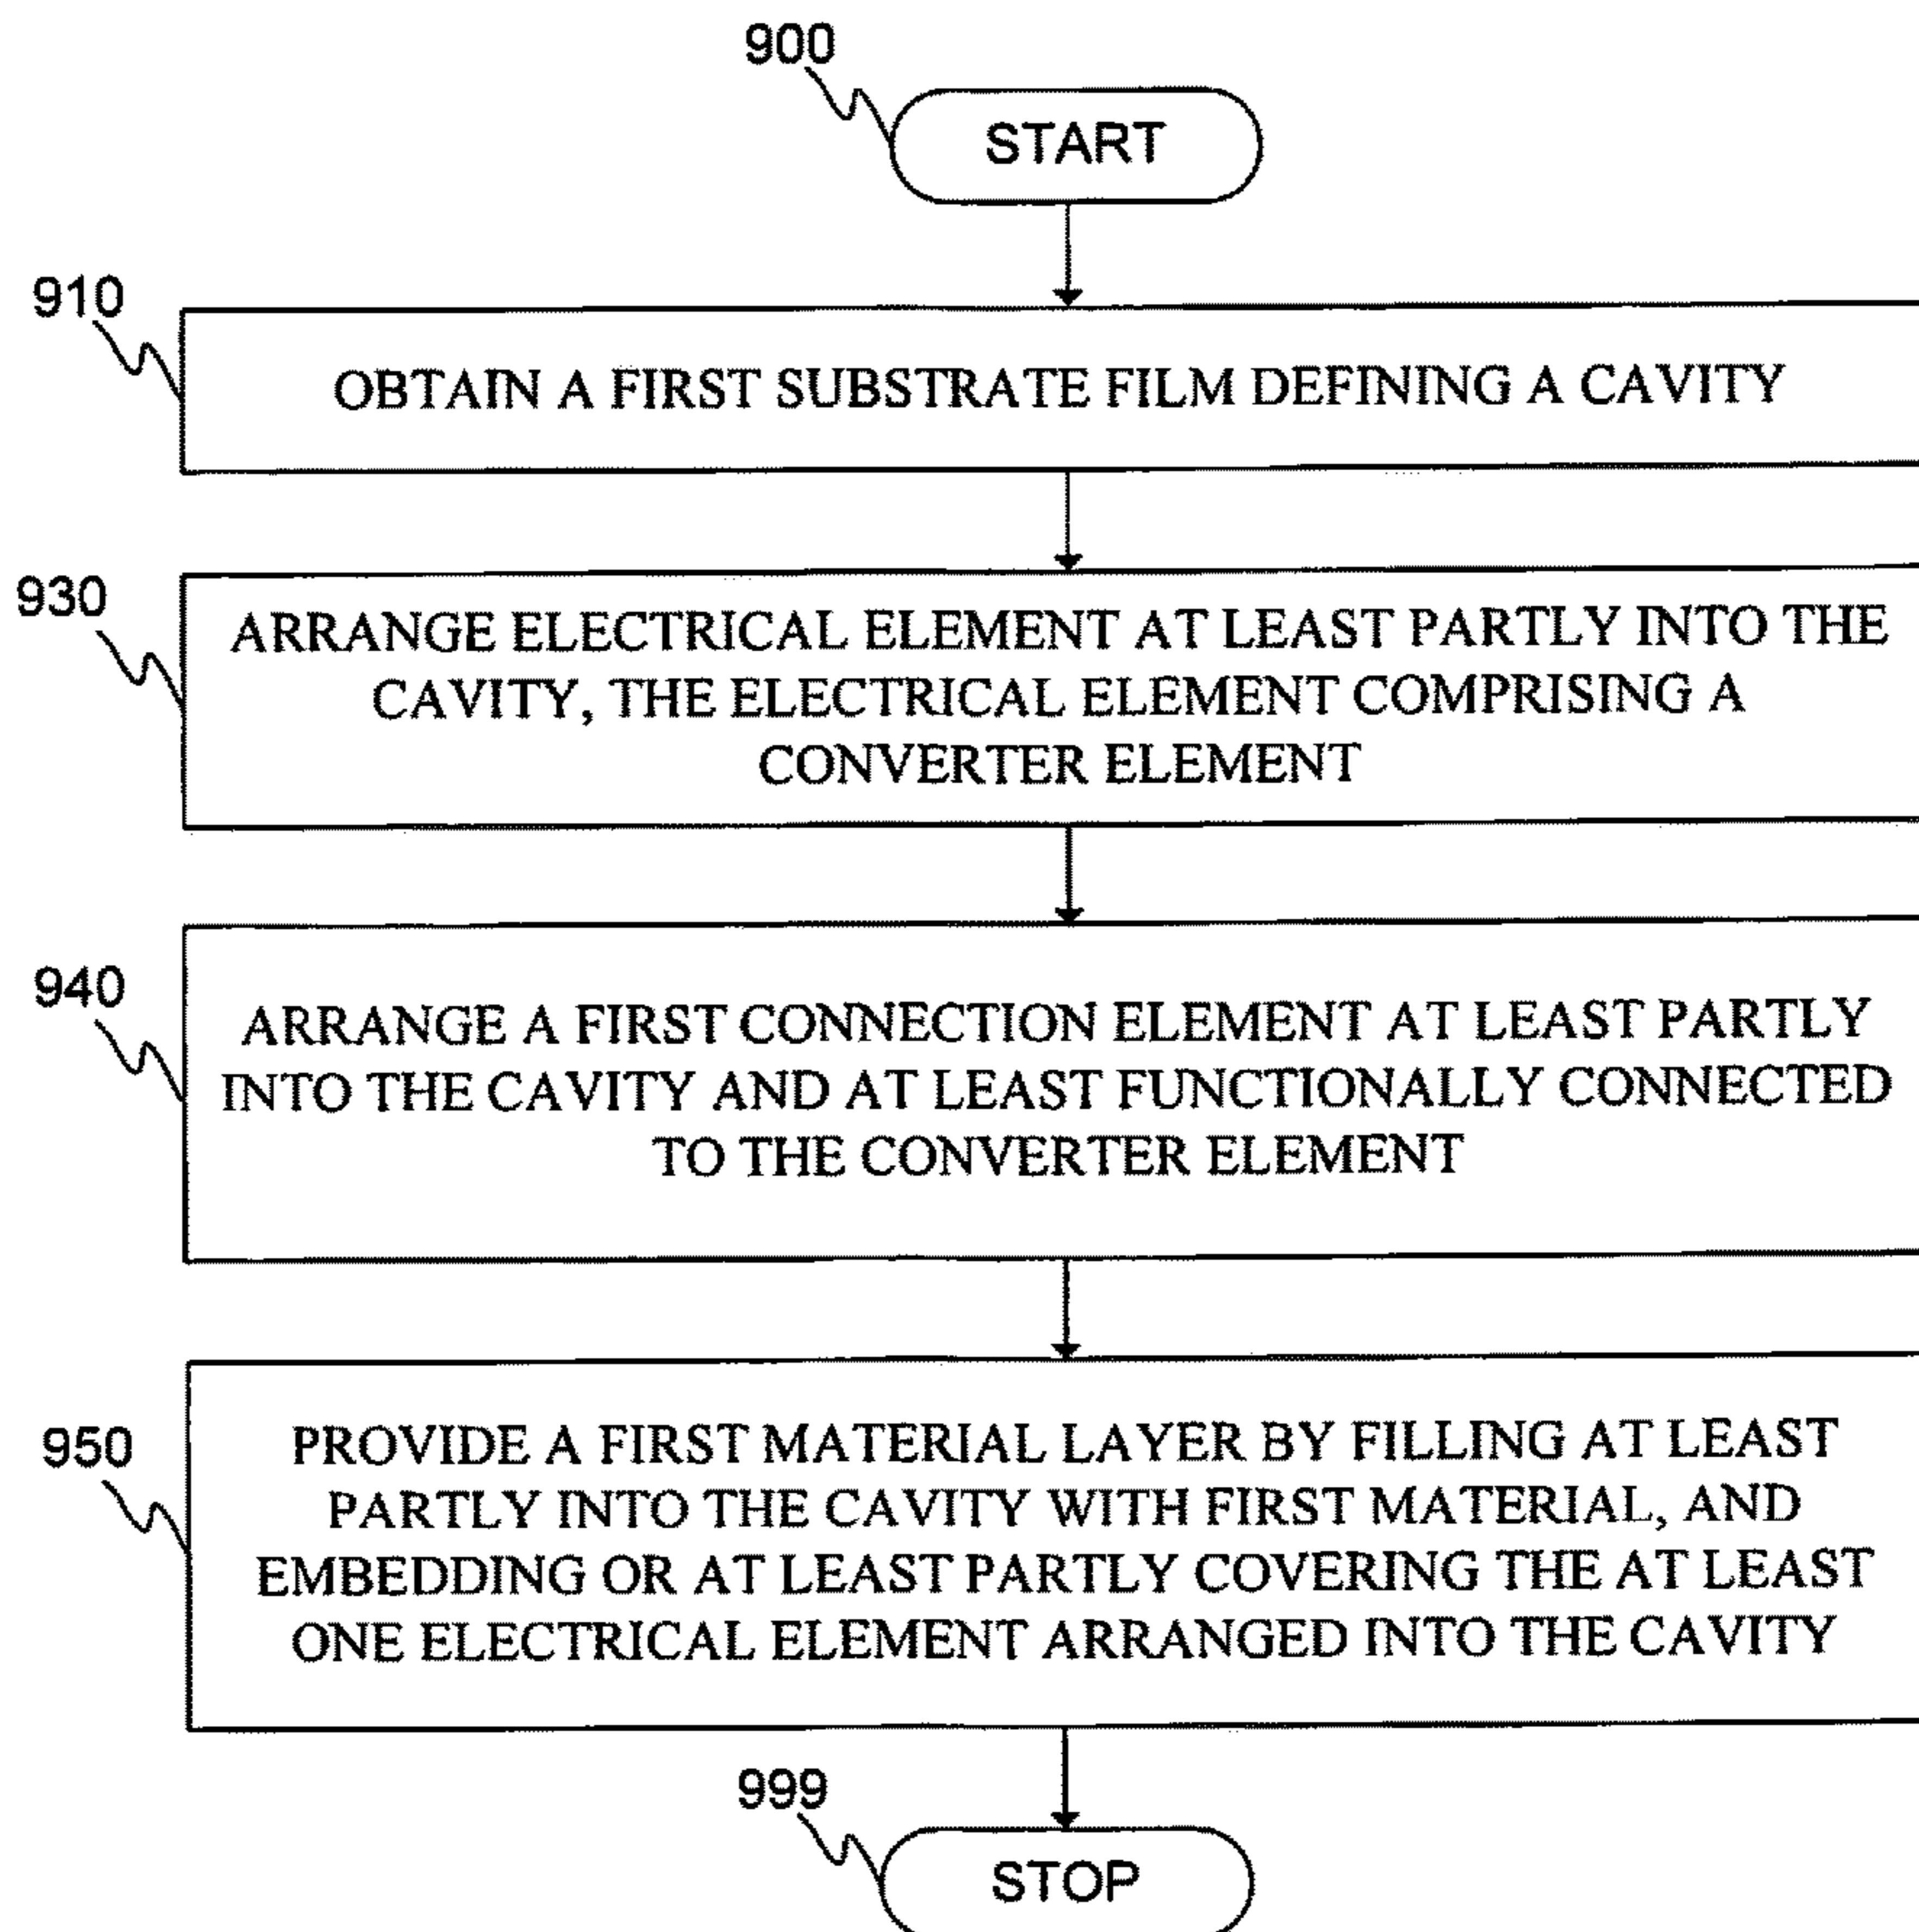 900
START
910
OBTAIN A FIRST SUBSTRATE FILM DEFINING A CAVITY
930
ARRANGE ELECTRICAL ELEMENT AT LEAST PARTLY INTO THE
CAVITY, THE ELECTRICAL ELEMENT COMPRISING A
CONVERTER ELEMENT
940
ARRANGE A FIRST CONNECTION ELEMENT AT LEAST PARTLY
INTO THE CAVITY AND AT LEAST FUNCTIONALLY CONNECTED
TO THE CONVERTER ELEMENT
950
PROVIDE A FIRST MATERIAL LAYER BY FILLING AT LEAST
PARTLY INTO THE CAVITY WITH FIRST MATERIAL, AND
EMBEDDING OR AT LEAST PARTLY COVERING THE AT LEAST
ONE ELECTRICAL ELEMENT ARRANGED INTO THE CAVITY
999
STOP